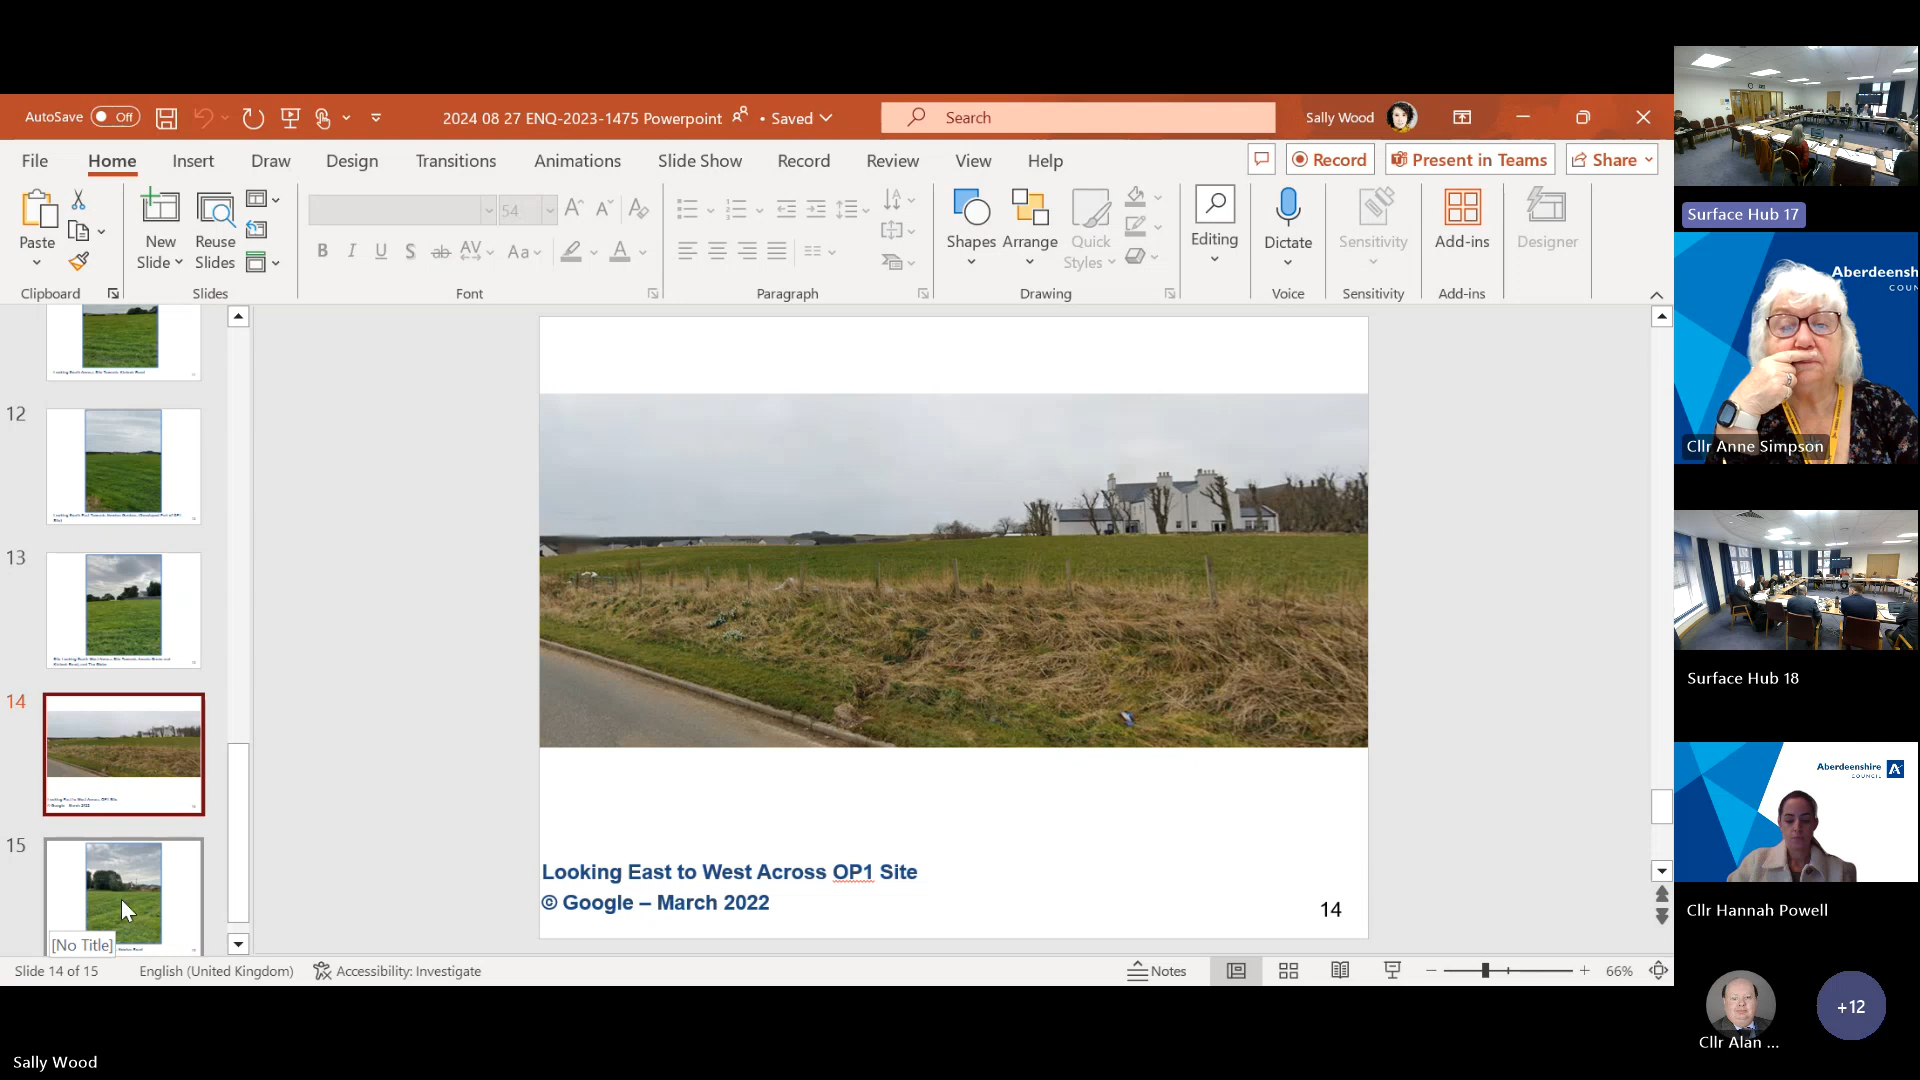 AutoSave Off
2024 08 27 ENQ-2023-1475 Powerpoint • Saved
Search
Sally Wood
File Home Insert Draw Design Transitions Animations Slide Show Record Review View Help
Record
Present in Teams
Share
Paste
New Slide
Reuse Slides
54
B I U S ab AV Aa A
Shapes
Arrange
Quick Styles
Editing
Dictate
Sensitivity
Add-ins
Designer
Clipboard
Slides
Font
Paragraph
Drawing
Voice
Sensitivity
Add-ins
12
13
14
15
[No Title]
Looking East to West Across OP1 Site
© Google – March 2022
14
Slide 14 of 15
English (United Kingdom)
Accessibility: Investigate
Notes
66%
Sally Wood
Surface Hub 17
Aberdeensh
COUN
Cllr Anne Simpson
Surface Hub 18
Aberdeenshire
COUNCIL
Cllr Hannah Powell
Cllr Alan ...
+12